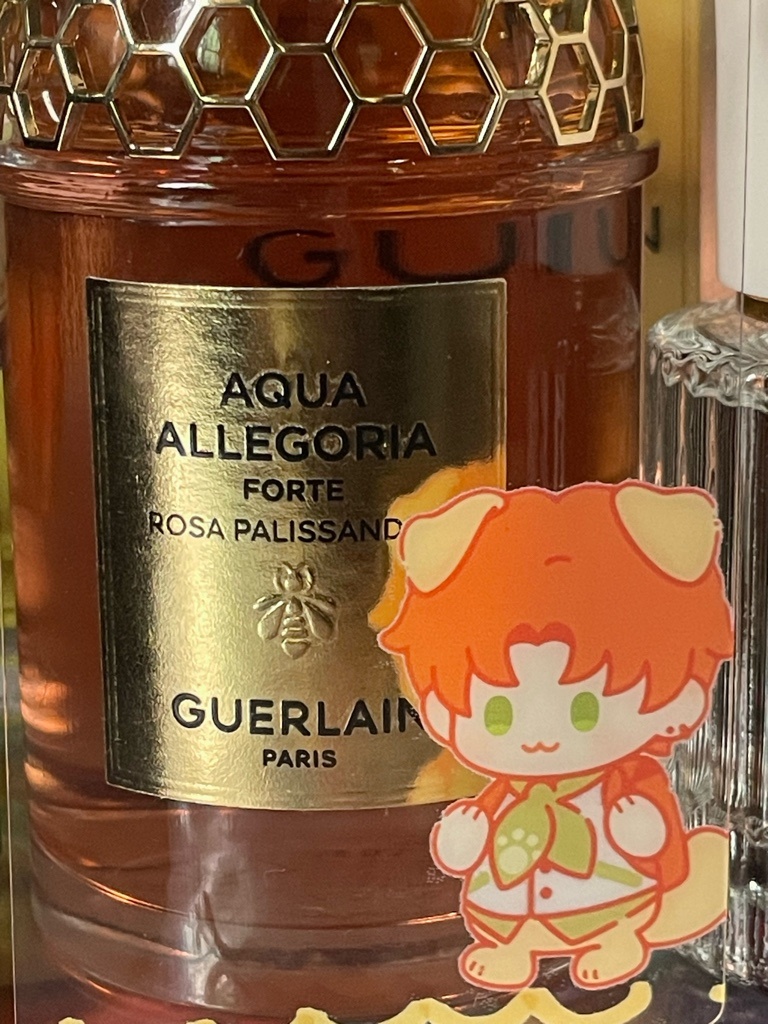 AQUA
ALLEGORIA
FORTE
ROSA PALISSAND
GUERLAIN
PARIS